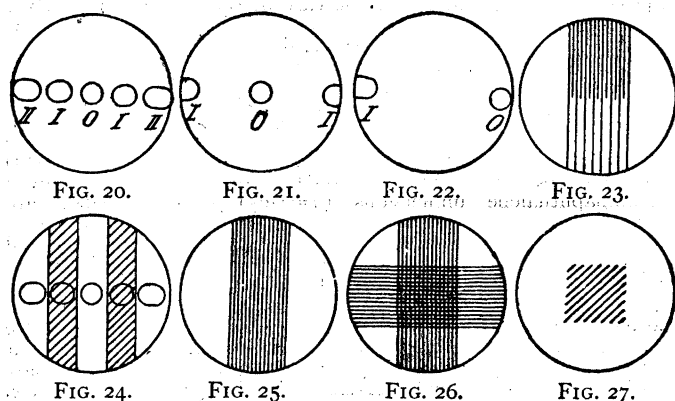 II I O I II
I O I
I O
FIG. 20. FIG. 21. FIG. 22. FIG. 23.
FIG. 24. FIG. 25. FIG. 26. FIG. 27.